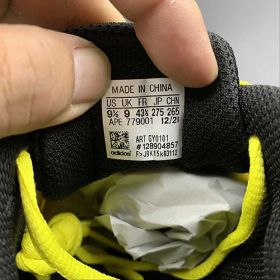 MADE IN CHINA
US UK FR JP CHN
9½ 9 43⅓ 275 265
APE 779001 12/21
ART GY0101
#128904857
adidas